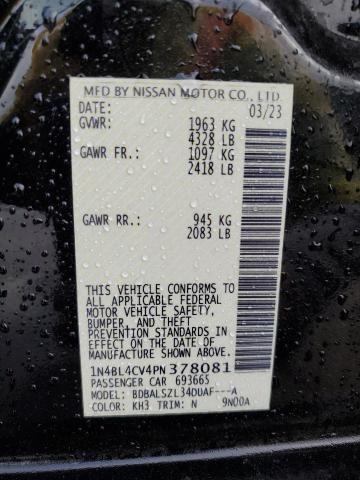 MFD BY NISSAN MOTOR CO., LTD.
DATE: 03/23
GVWR: 1963 KG
4328 LB
GAWR FR: 1097 KG
2418 LB
GAWR RR: 945 KG
2083 LB
THIS VEHICLE CONFORMS TO
ALL APPLICABLE FEDERAL
MOTOR VEHICLE SAFETY,
BUMPER, AND THEFT
PREVENTION STANDARDS IN
EFFECT ON THE DATE OF
MANUFACTURE SHOWN ABOVE.
1N4BL4CV4PN378081
PASSENGER CAR 693665
MODEL: BDBALSZL34DUAF---A
COLOR: KH3 TRIM: N 9N00A